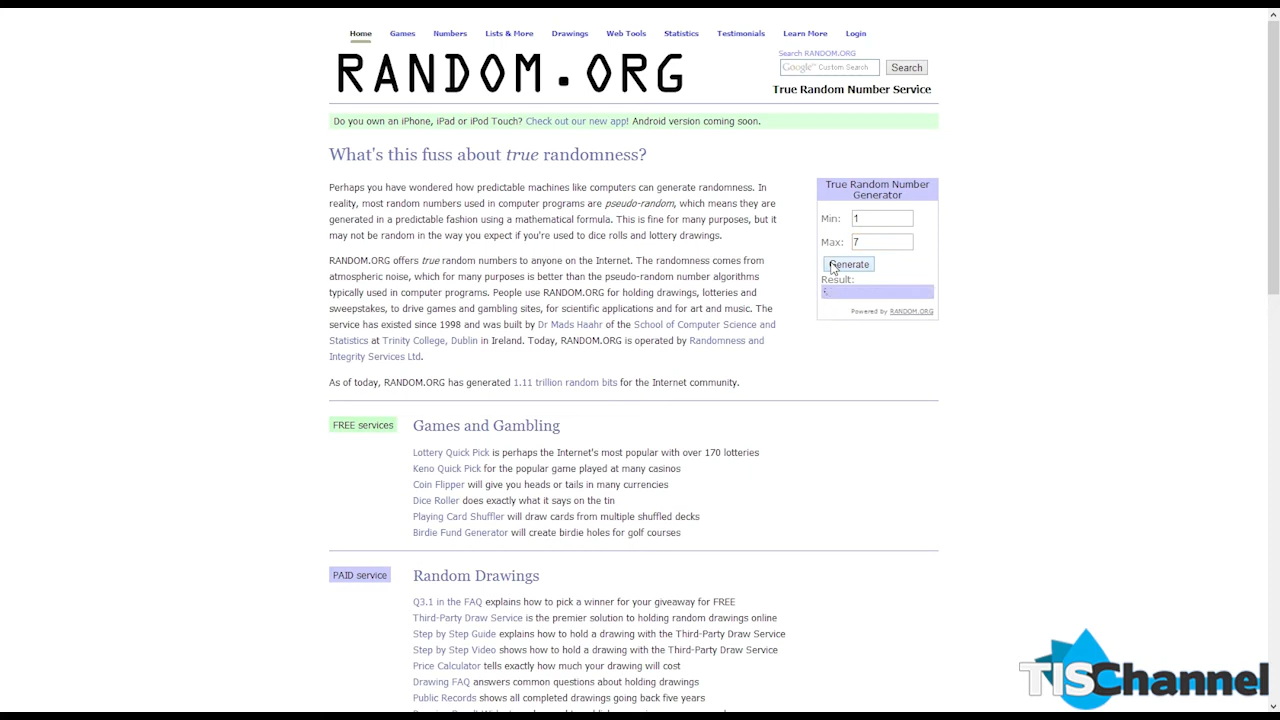 Home Games Numbers Lists & More Drawings Web Tools Statistics Testimonials Learn More Login
RANDOM.ORG
Search RANDOM.ORG
Google™ Custom Search Search
True Random Number Service
Do you own an iPhone, iPad or iPod Touch? Check out our new app! Android version coming soon.
What's this fuss about true randomness?
Perhaps you have wondered how predictable machines like computers can generate randomness. In
reality, most random numbers used in computer programs are pseudo-random, which means they are
generated in a predictable fashion using a mathematical formula. This is fine for many purposes, but it
may not be random in the way you expect if you're used to dice rolls and lottery drawings.
RANDOM.ORG offers true random numbers to anyone on the Internet. The randomness comes from
atmospheric noise, which for many purposes is better than the pseudo-random number algorithms
typically used in computer programs. People use RANDOM.ORG for holding drawings, lotteries and
sweepstakes, to drive games and gambling sites, for scientific applications and for art and music. The
service has existed since 1998 and was built by Dr Mads Haahr of the School of Computer Science and
Statistics at Trinity College, Dublin in Ireland. Today, RANDOM.ORG is operated by Randomness and
Integrity Services Ltd.
As of today, RANDOM.ORG has generated 1.11 trillion random bits for the Internet community.
True Random Number
Generator
Min: 1
Max: 7
Generate
Result:
Powered by RANDOM.ORG
FREE services
Games and Gambling
Lottery Quick Pick is perhaps the Internet's most popular with over 170 lotteries
Keno Quick Pick for the popular game played at many casinos
Coin Flipper will give you heads or tails in many currencies
Dice Roller does exactly what it says on the tin
Playing Card Shuffler will draw cards from multiple shuffled decks
Birdie Fund Generator will create birdie holes for golf courses
PAID service
Random Drawings
Q3.1 in the FAQ explains how to pick a winner for your giveaway for FREE
Third-Party Draw Service is the premier solution to holding random drawings online
Step by Step Guide explains how to hold a drawing with the Third-Party Draw Service
Step by Step Video shows how to hold a drawing with the Third-Party Draw Service
Price Calculator tells exactly how much your drawing will cost
Drawing FAQ answers common questions about holding drawings
Public Records shows all completed drawings going back five years
TISChannel